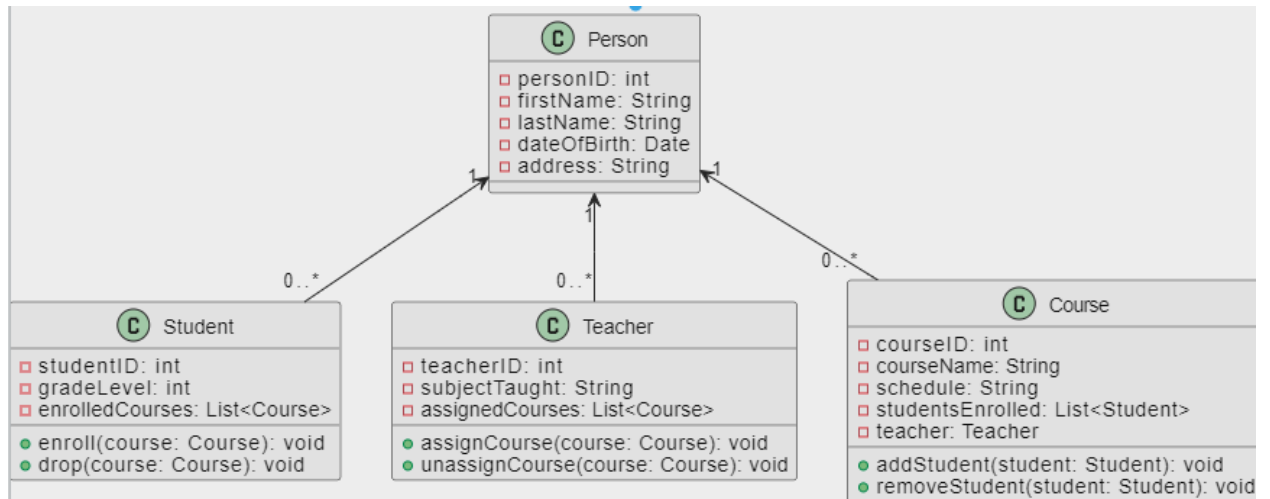 C Person
personID: int
firstName: String
lastName: String
dateOfBirth: Date
address: String
1
1
1
0..*
0..*
0..*
C Student
studentID: int
gradeLevel: int
enrolledCourses: List<Course>
enroll(course: Course): void
drop(course: Course): void
C Teacher
teacherID: int
subjectTaught: String
assignedCourses: List<Course>
assignCourse(course: Course): void
unassignCourse(course: Course): void
C Course
courseID: int
courseName: String
schedule: String
studentsEnrolled: List<Student>
teacher: Teacher
addStudent(student: Student): void
removeStudent(student: Student): void